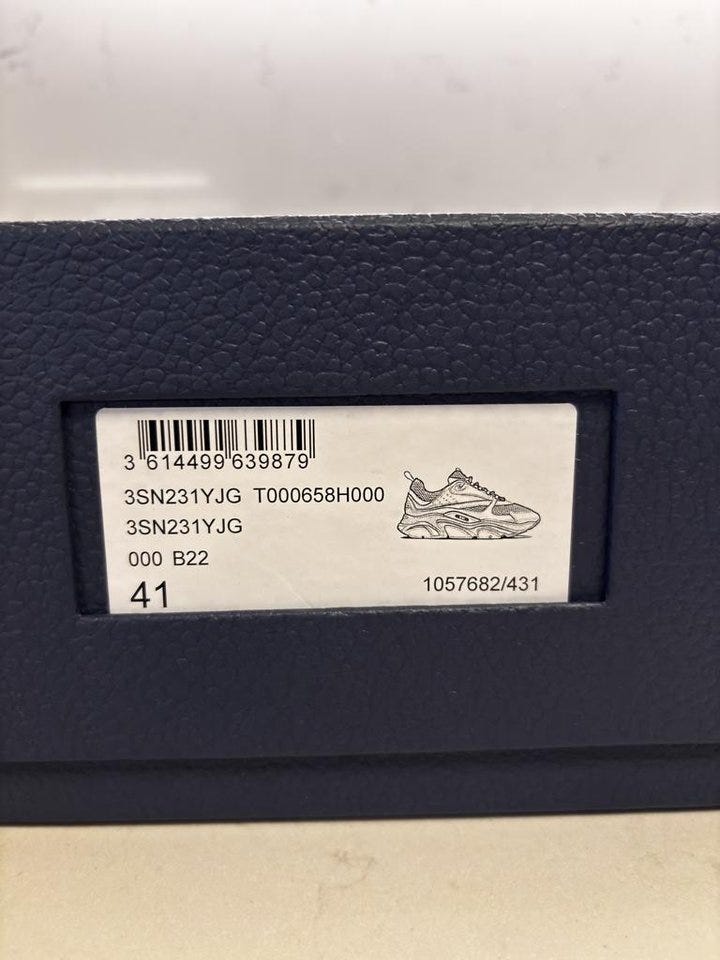 3 614499 639879
3SN231YJG T000658H000
3SN231YJG
000 B22
41
1057682/431